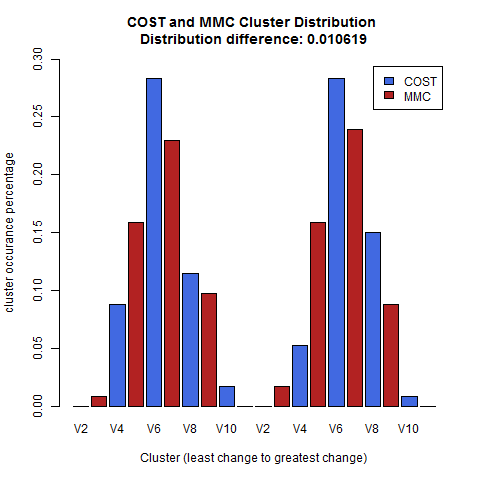 COST and MMC Cluster Distribution
Distribution difference: 0.010619
COST
MMC
cluster occurance percentage
0.30
0.25
0.20
0.15
0.10
0.05
0.00
V2 V4 V6 V8 V10 V2 V4 V6 V8 V10
Cluster (least change to greatest change)